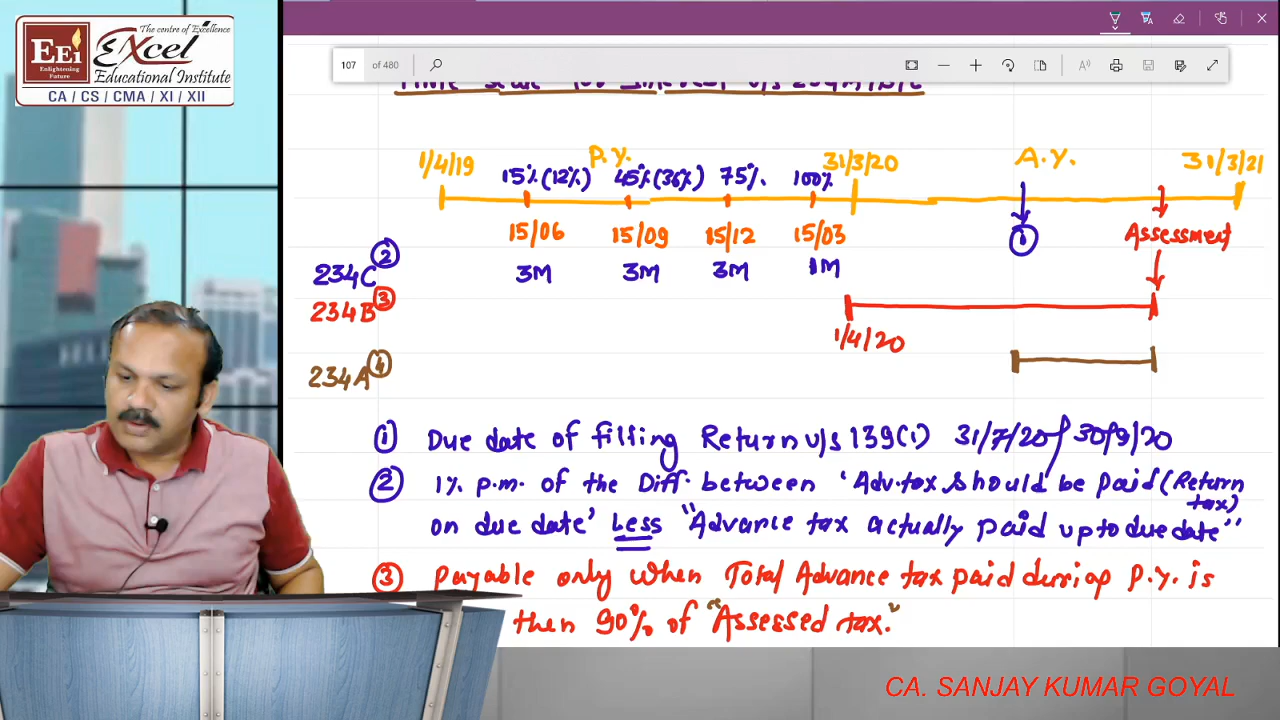 The centre of Excellence
EEi
Enlightening Future
Excel
Educational Institute
CA / CS / CMA / XI / XII
107 of 480
u/s 234A/B/C
1/4/19 P.Y. 31/3/20 A.Y. 31/3/21
15% (12%) 45% (36%) 75%. 100%
15/06 15/09 15/12 15/03 1 Assessment
234C ② 3M 3M 3M 1M
234B ③
1/4/20
234A ④
① Due date of filling Return u/s 139(1) 31/7/20 / 30/9/20
② 1% p.m. of the Diff. between 'Adv.tax should be paid (Return tax)
on due date' Less "Advance tax actually paid upto due date"
③ Payable only when Total Advance tax paid during P.Y. is
then 90% of "Assessed tax."
CA. SANJAY KUMAR GOYAL